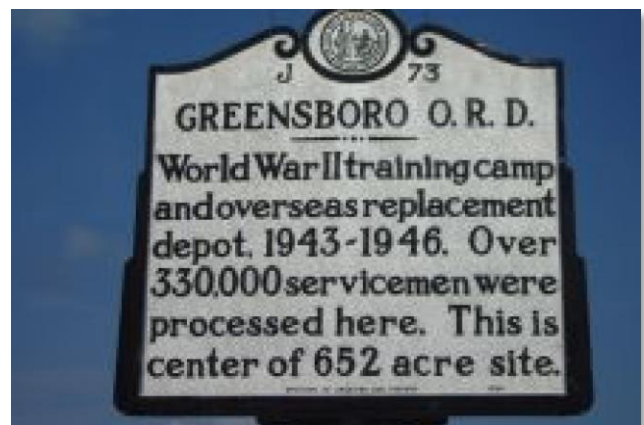 J 73
GREENSBORO O. R. D.
World War II training camp
and overseas replacement
depot, 1943-1946. Over
330,000 servicemen were
processed here. This is
center of 652 acre site.